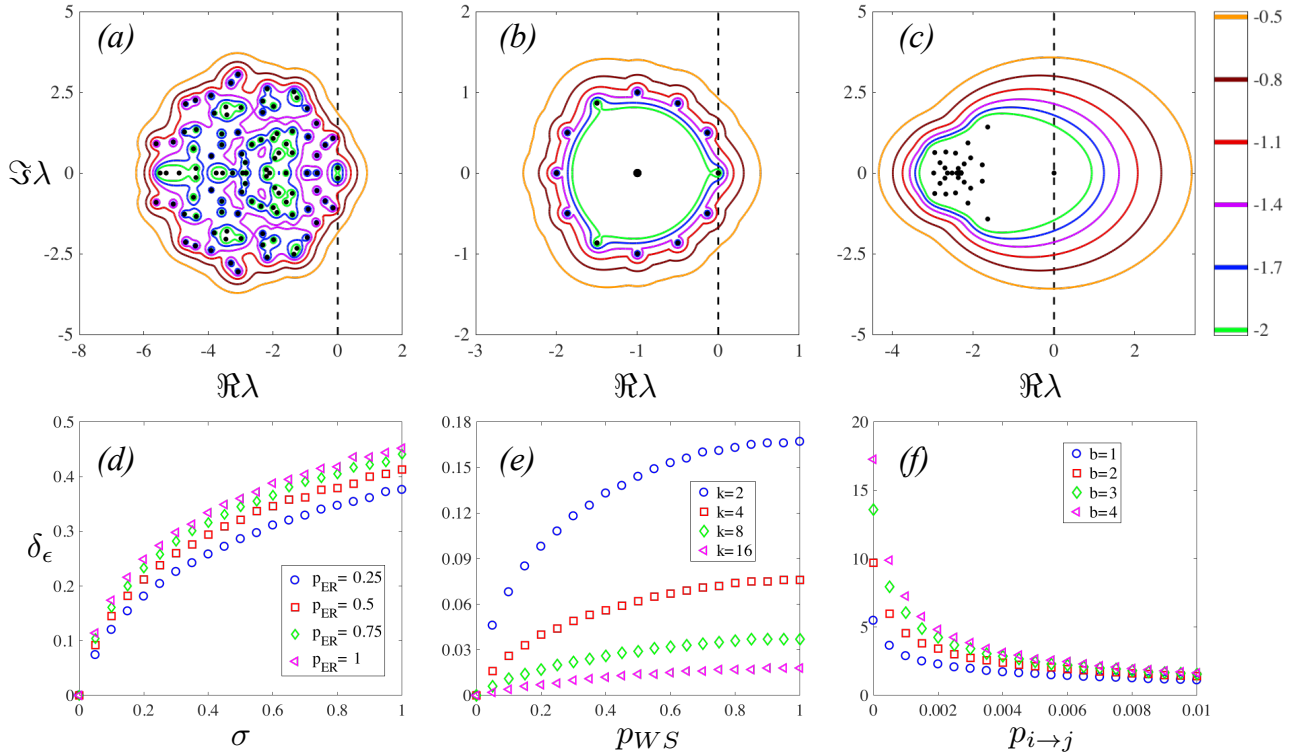 (a)
5
2.5
0
-2.5
-5
-8 -6 -4 -2 0 2
ℑλ
ℜλ
(b)
2
1
0
-1
-2
-3 -2 -1 0 1
ℜλ
(c)
5
2.5
0
-2.5
-5
-4 -2 0 2
ℜλ
-0.5
-0.8
-1.1
-1.4
-1.7
-2
(d)
0.5
0.4
0.3
0.2
0.1
0
0 0.2 0.4 0.6 0.8 1
δϵ
σ
p_ER= 0.25
p_ER= 0.5
p_ER= 0.75
p_ER= 1
(e)
0.18
0.15
0.12
0.09
0.06
0.03
0
0 0.2 0.4 0.6 0.8 1
p_WS
k=2
k=4
k=8
k=16
(f)
20
15
10
5
0
0 0.002 0.004 0.006 0.008 0.01
p_i→j
b=1
b=2
b=3
b=4